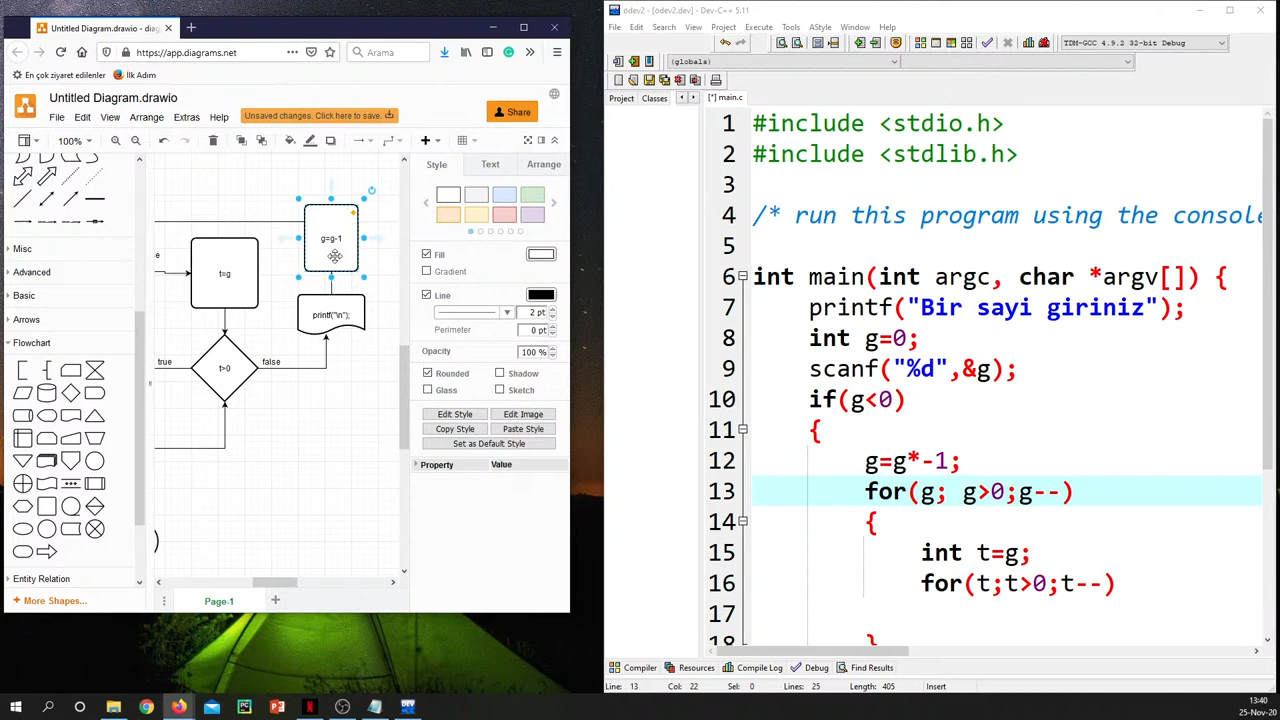 Untitled Diagram.drawio - diag
https://app.diagrams.net
Arama
En çok ziyaret edilenler
İlk Adım
Untitled Diagram.drawio
File Edit View Arrange Extras Help
Unsaved changes. Click here to save.
Share
100%
Misc
Advanced
Basic
Arrows
Flowchart
Entity Relation
+ More Shapes...
Page-1
e
t=g
true
t>0
false
g=g-1
printf("\n");
Style Text Arrange
Fill
Gradient
Line
2 pt
Perimeter
0 pt
Opacity
100 %
Rounded
Shadow
Glass
Sketch
Edit Style
Edit Image
Copy Style
Paste Style
Set as Default Style
Property
Value
ödev2 - [ödev2.dev] - Dev-C++ 5.11
File Edit Search View Project Execute Tools AStyle Window Help
TDM-GCC 4.9.2 32-bit Debug
(globals)
Project Classes
[*] main.c
1 #include <stdio.h>
2 #include <stdlib.h>
3
4 /* run this program using the console
5
6 int main(int argc, char *argv[]) {
7 printf("Bir sayi giriniz");
8 int g=0;
9 scanf("%d",&g);
10 if(g<0)
11 {
12 g=g*-1;
13 for(g; g>0;g--)
14 {
15 int t=g;
16 for(t;t>0;t--)
17
18 }
Compiler Resources Compile Log Debug Find Results
Line: 13 Col: 22 Sel: 0 Lines: 25 Length: 405 Insert
13:40
25-Nov-20